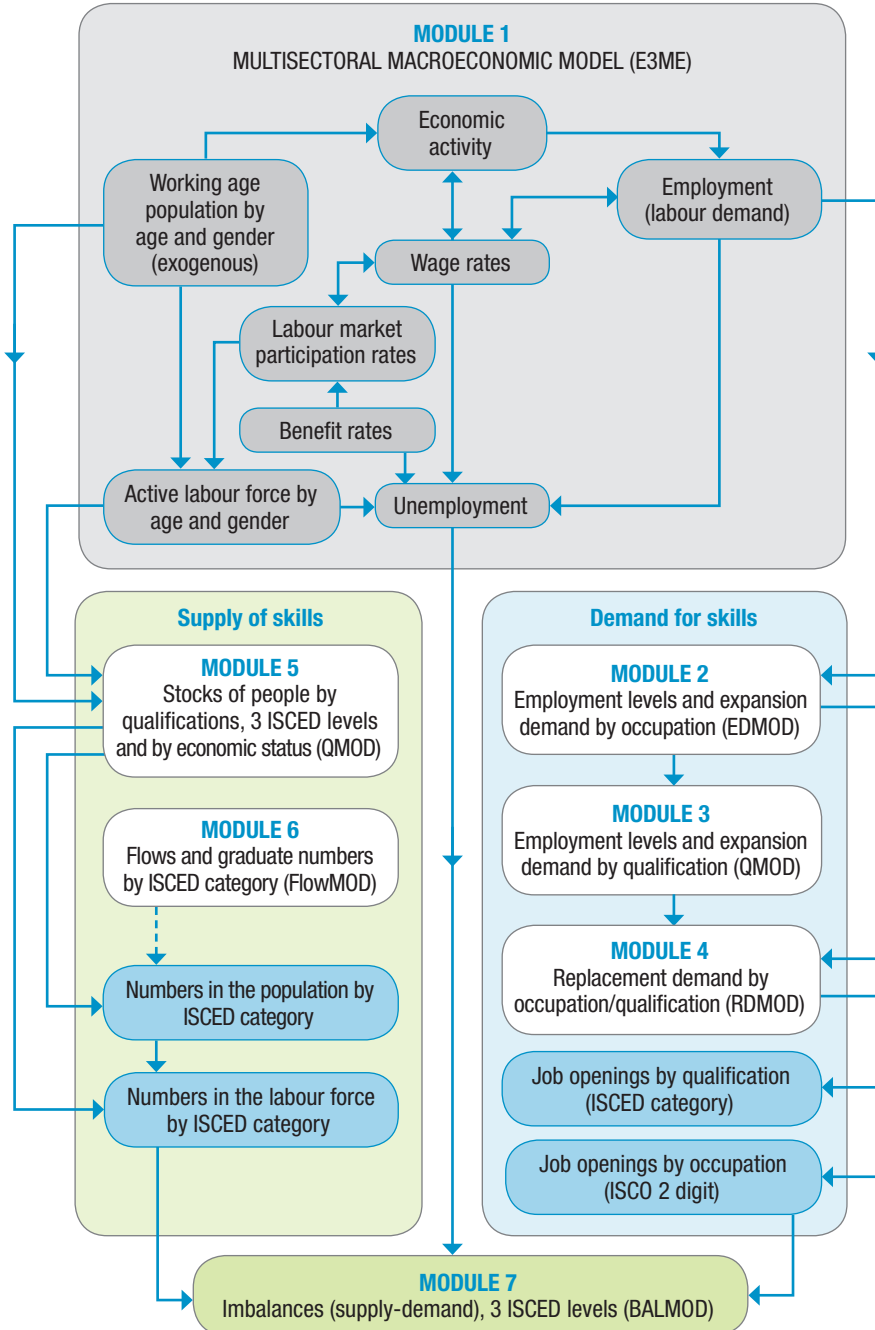 MODULE 1
MULTISECTORAL MACROECONOMIC MODEL (E3ME)
Economic
activity
Working age
population by
age and gender
(exogenous)
Employment
(labour demand)
Wage rates
Labour market
participation rates
Benefit rates
Active labour force by
age and gender
Unemployment
Supply of skills
MODULE 5
Stocks of people by
qualifications, 3 ISCED levels
and by economic status (QMOD)
MODULE 6
Flows and graduate numbers
by ISCED category (FlowMOD)
Numbers in the population by
ISCED category
Numbers in the labour force
by ISCED category
Demand for skills
MODULE 2
Employment levels and expansion
demand by occupation (EDMOD)
MODULE 3
Employment levels and expansion
demand by qualification (QMOD)
MODULE 4
Replacement demand by
occupation/qualification (RDMOD)
Job openings by qualification
(ISCED category)
Job openings by occupation
(ISCO 2 digit)
MODULE 7
Imbalances (supply-demand), 3 ISCED levels (BALMOD)